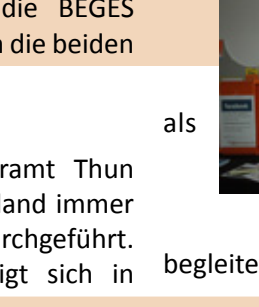 die BEGES
die beiden
ramt Thun
land immer
rchgeführt.
igt sich in
als
begleite